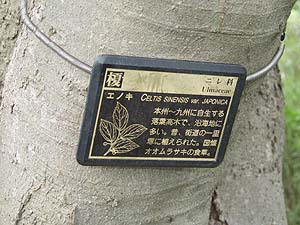 榎
ニレ科
Ulmaceae
エノキ CELTIS SINENSIS VAR. JAPONICA
本州〜九州に自生する
落葉高木で、沿海地に
多い。昔、街道の一里
塚に植えられた。国蝶
オオムラサキの食草。